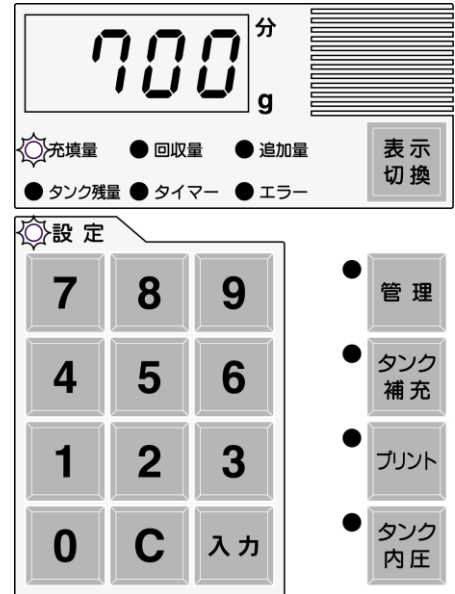 700 分
g
充填量 回収量 追加量
表示
切換
タンク残量 タイマー エラー
設定
7 8 9
管理
4 5 6
タンク
補充
1 2 3
プリント
0 C 入力
タンク
内圧